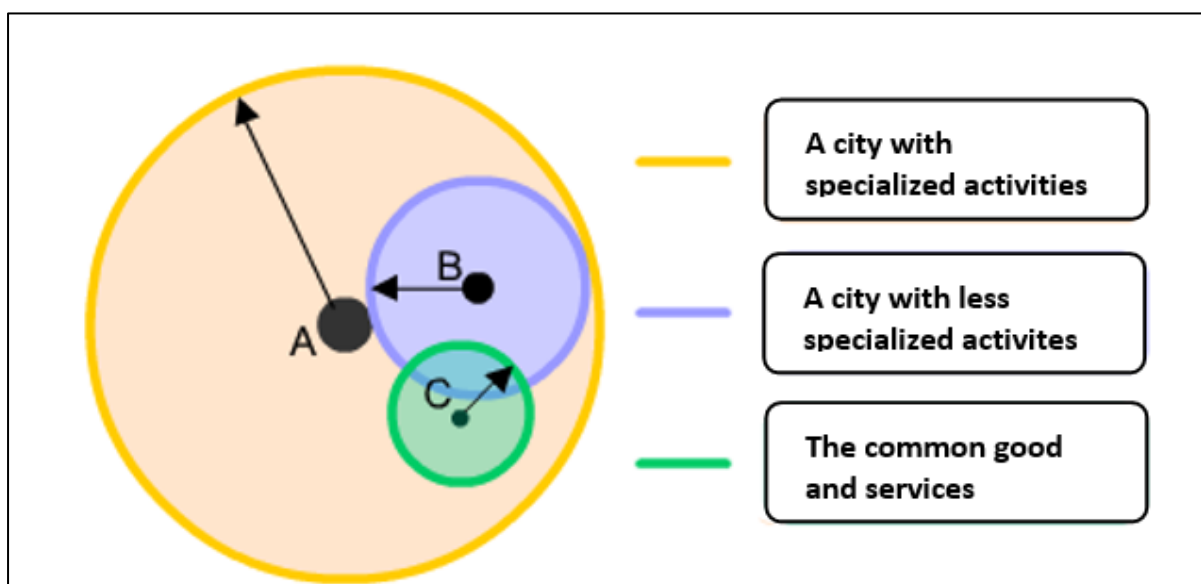 A
B
C
A city with
specialized activities
A city with less
specialized activites
The common good
and services